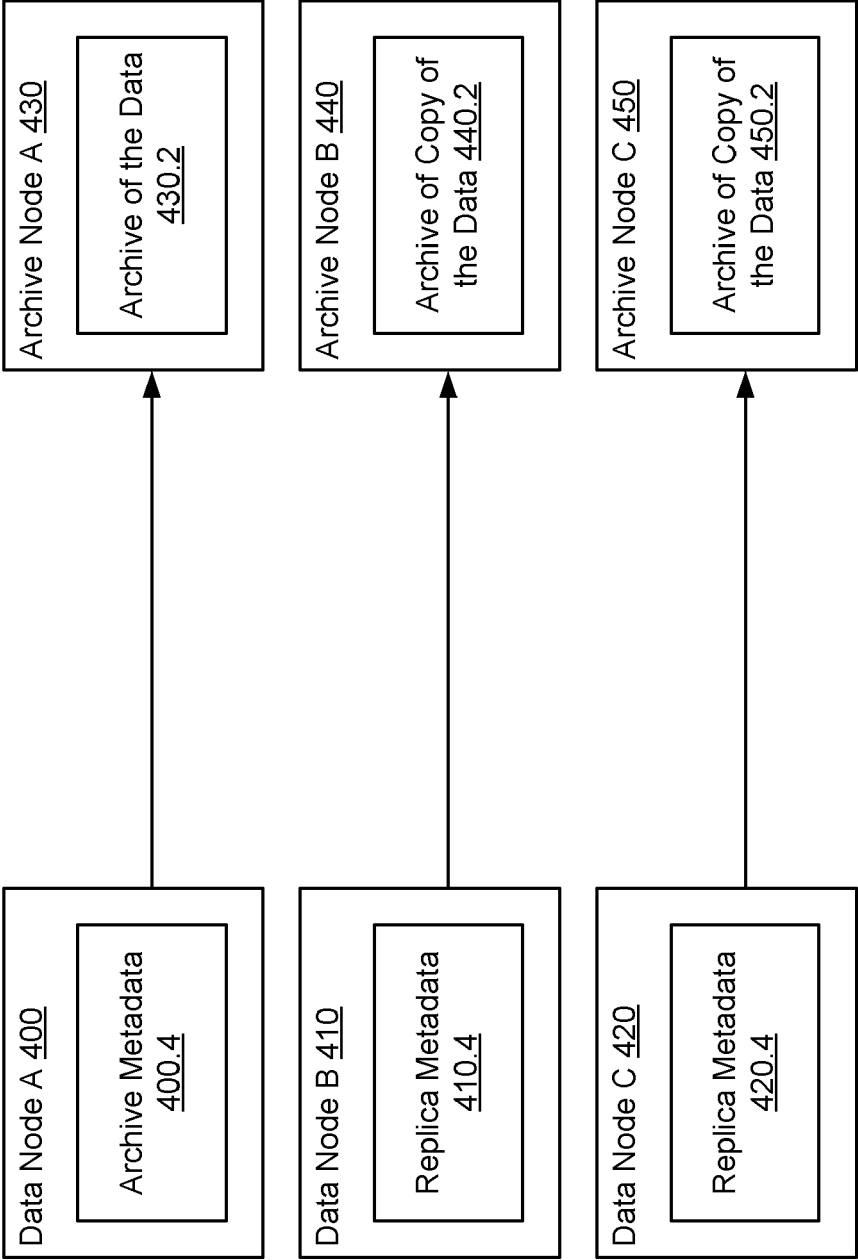 Data Node A 400
Archive Metadata
400.4
Archive Node A 430
Archive of the Data
430.2
Data Node B 410
Replica Metadata
410.4
Archive Node B 440
Archive of Copy of
the Data 440.2
Data Node C 420
Replica Metadata
420.4
Archive Node C 450
Archive of Copy of
the Data 450.2